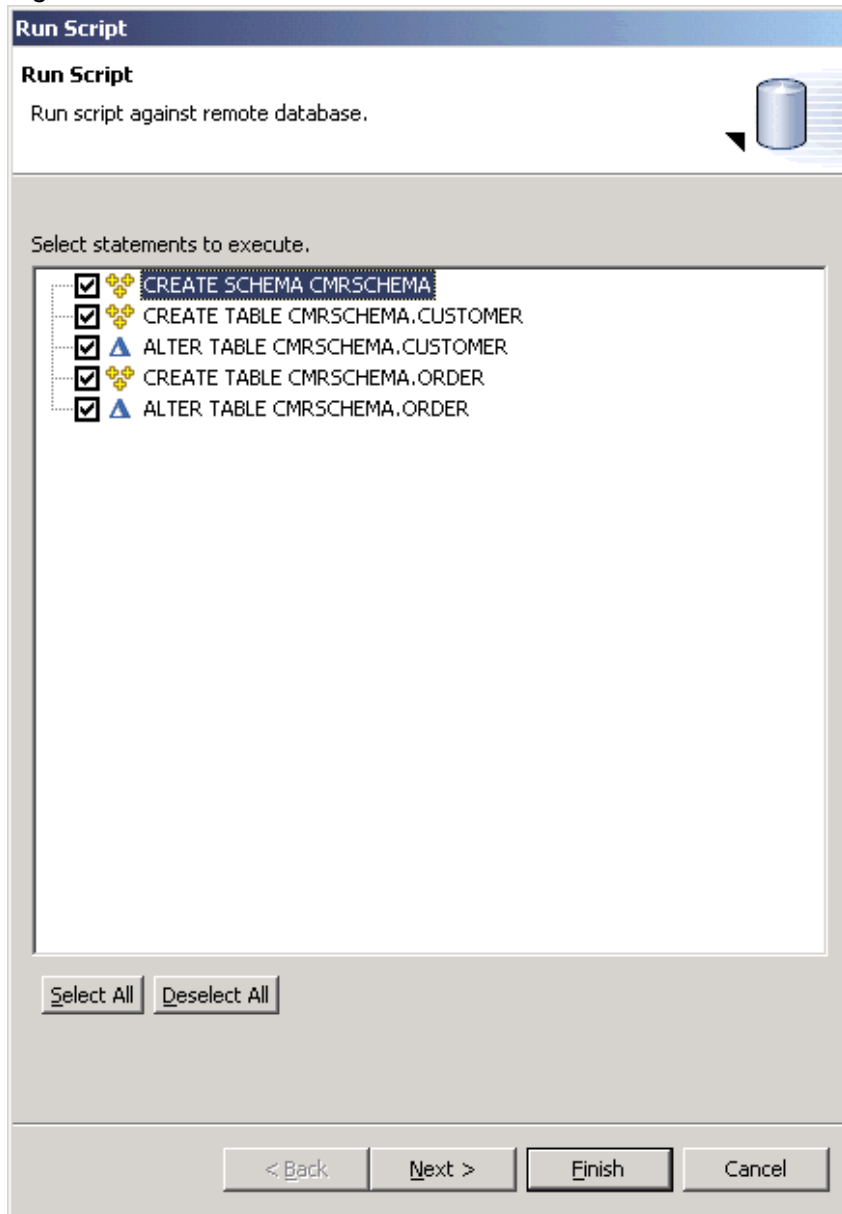 Run Script
Run Script
Run script against remote database.
Select statements to execute.
CREATE SCHEMA CMRSCHEMA
CREATE TABLE CMRSCHEMA.CUSTOMER
ALTER TABLE CMRSCHEMA.CUSTOMER
CREATE TABLE CMRSCHEMA.ORDER
ALTER TABLE CMRSCHEMA.ORDER
Select All Deselect All
< Back Next > Finish Cancel